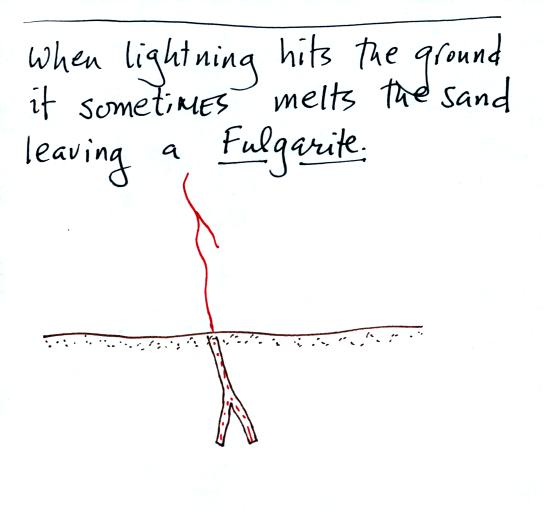 When lightning hits the ground
it sometimes melts the sand
leaving a Fulgarite.